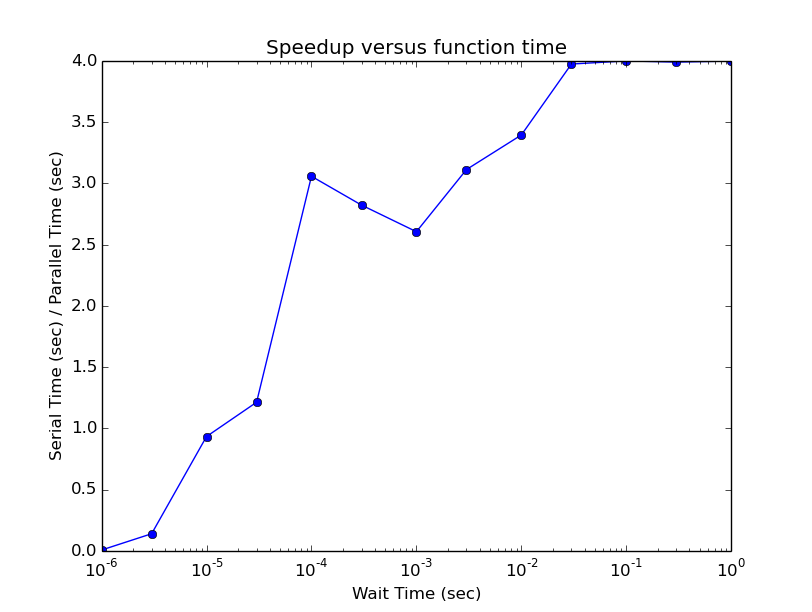 Speedup versus function time
Serial Time (sec) / Parallel Time (sec)
4.0
3.5
3.0
2.5
2.0
1.5
1.0
0.5
0.0
10^-6 10^-5 10^-4 10^-3 10^-2 10^-1 10^0
Wait Time (sec)